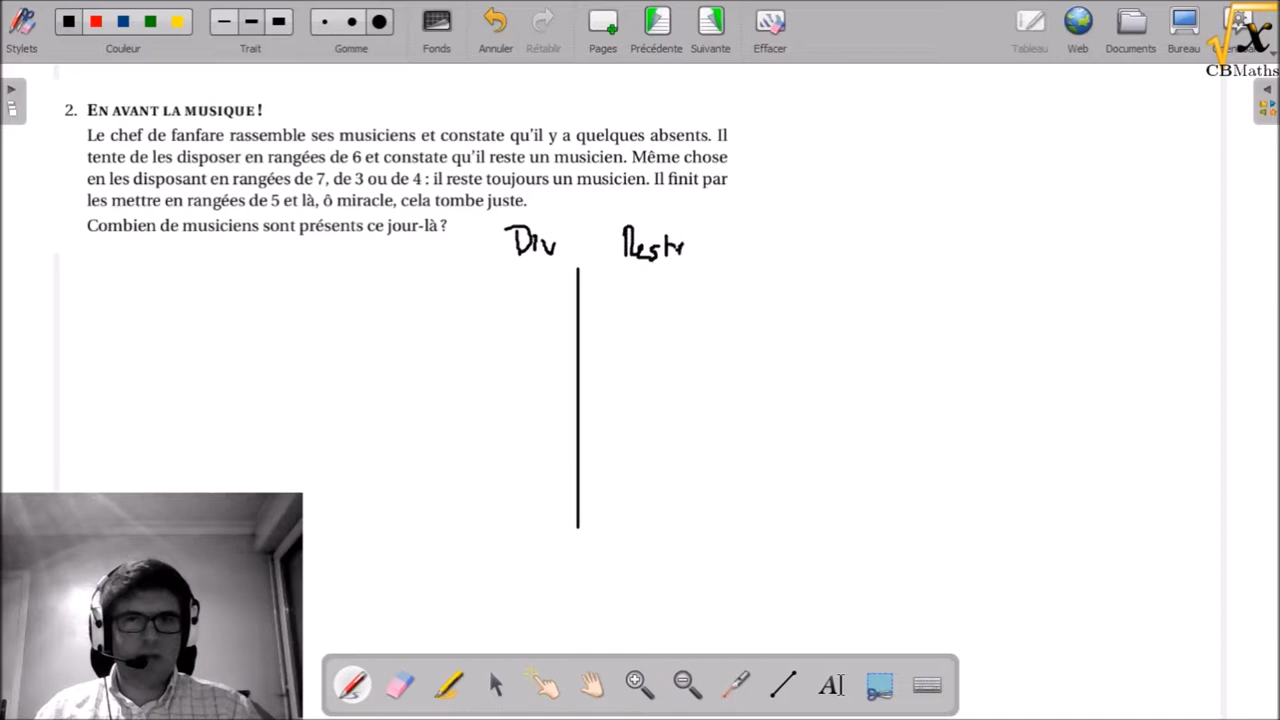 Stylets
Couleur
Trait
Gomme
Fonds
Annuler
Rétablir
Pages
Précédente
Suivante
Effacer
Tableau
Web
Documents
Bureau
√x
CBMaths
2. EN AVANT LA MUSIQUE !
Le chef de fanfare rassemble ses musiciens et constate qu'il y a quelques absents. Il
tente de les disposer en rangées de 6 et constate qu'il reste un musicien. Même chose
en les disposant en rangées de 7, de 3 ou de 4 : il reste toujours un musicien. Il finit par
les mettre en rangées de 5 et là, ô miracle, cela tombe juste.
Combien de musiciens sont présents ce jour-là ?
Div Reste
AI